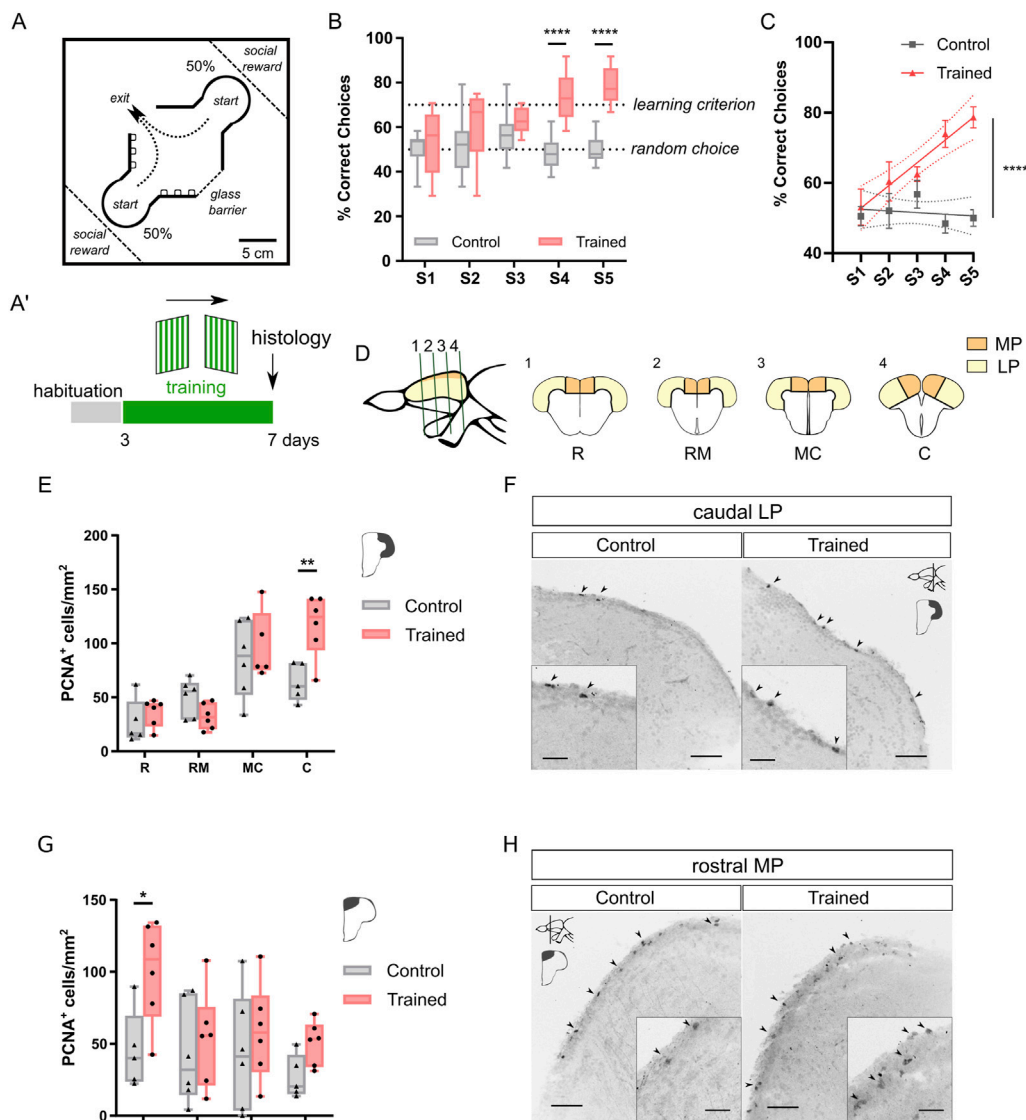 A
50%
social
reward
exit
start
start
glass
barrier
social
reward
50%
5 cm
B
% Correct Choices
100
80
60
40
20
0
****
****
learning criterion
random choice
Control
Trained
S1
S2
S3
S4
S5
C
% Correct Choices
100
80
60
40
Control
Trained
****
S1
S2
S3
S4
S5
A'
habituation
training
histology
3
7 days
D
1 2 3 4
1
R
2
RM
3
MC
4
C
MP
LP
E
PCNA+ cells/mm2
200
150
100
50
0
**
Control
Trained
R
RM
MC
C
F
caudal LP
Control
Trained
G
PCNA+ cells/mm2
150
100
50
0
*
Control
Trained
H
rostral MP
Control
Trained